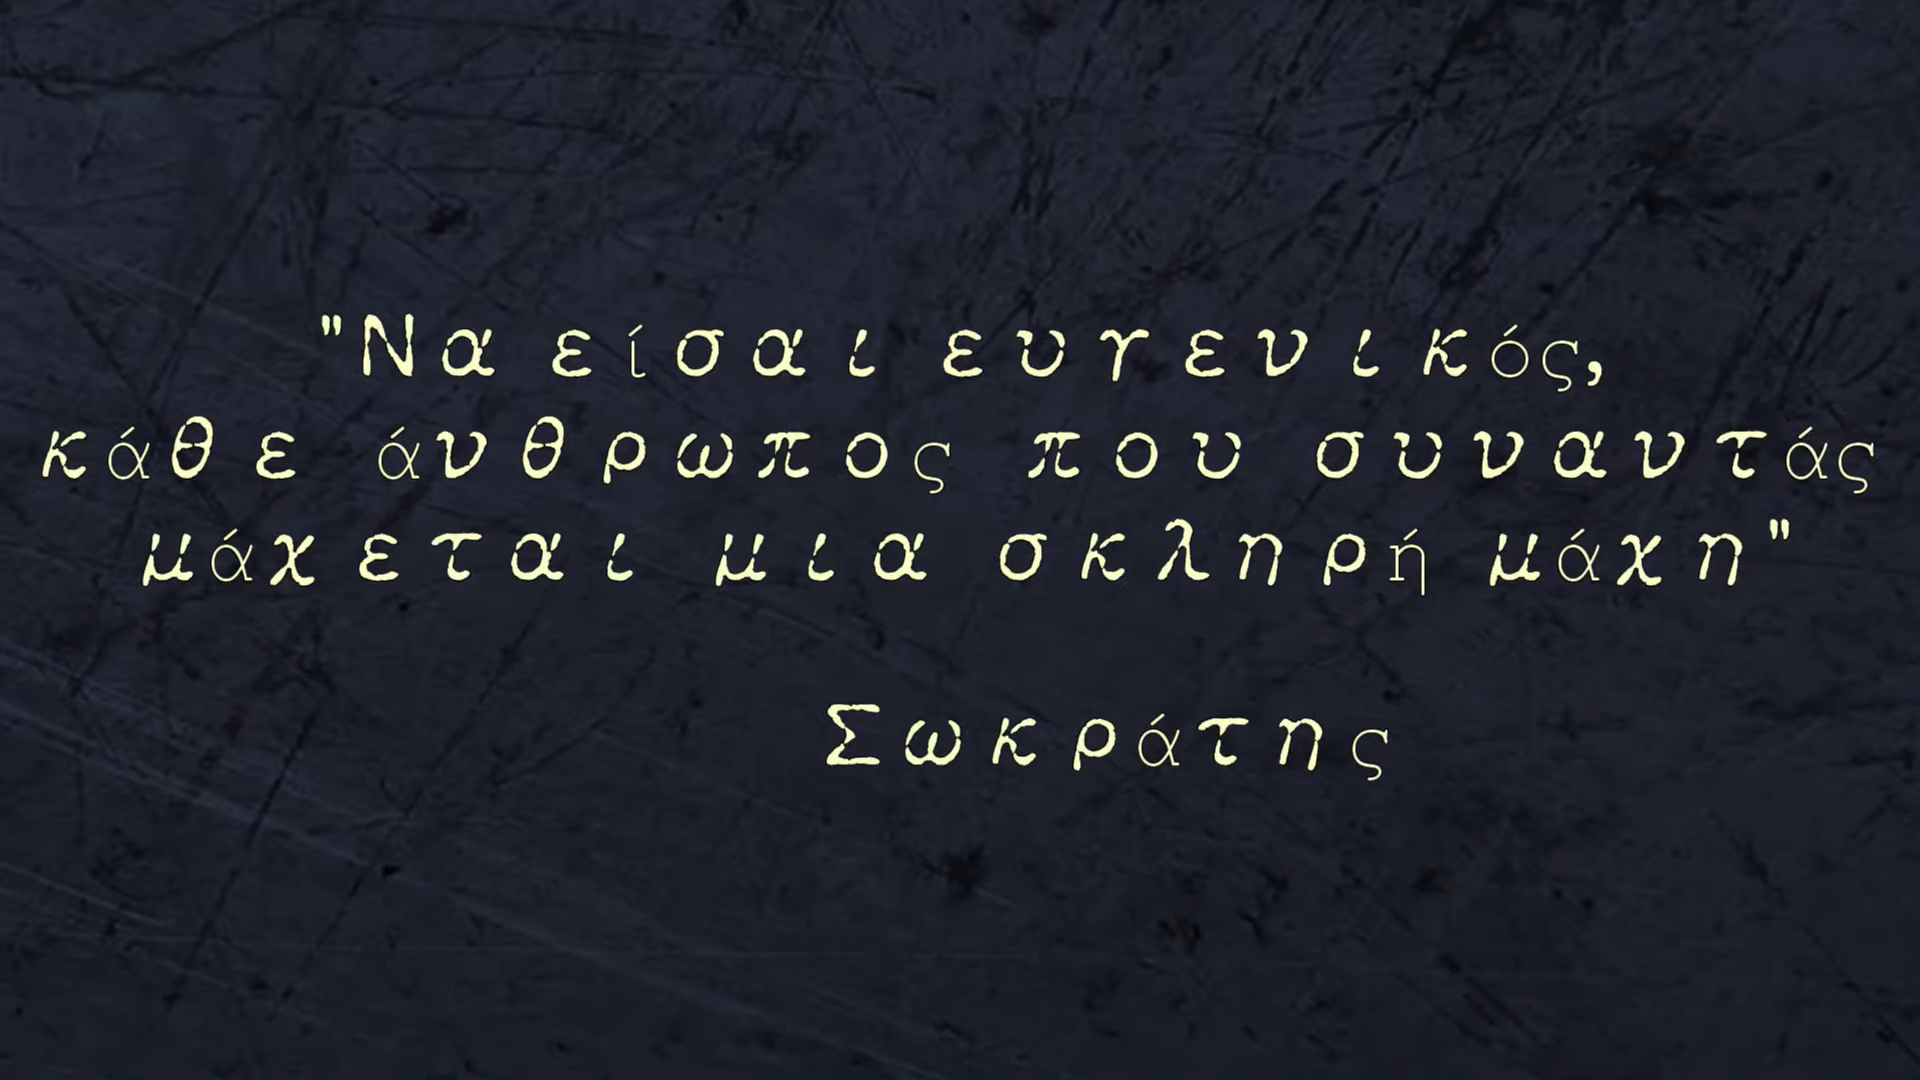 "Να είσαι ευγενικός,
κάθε άνθρωπος που συναντάς
μάχεται μια σκληρή μάχη"
Σωκράτης